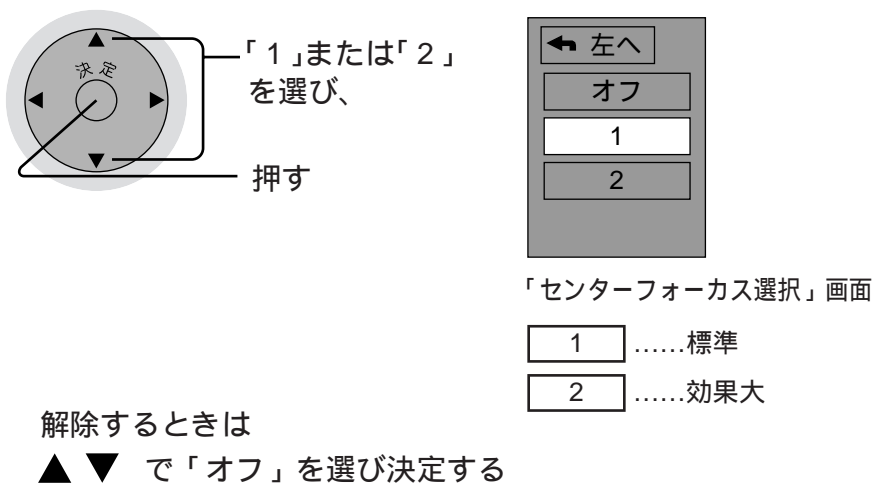 決定
「1」または「2」
を選び、
押す
左へ
オフ
1
2
「センターフォーカス選択」画面
1 ……標準
2 ……効果大
解除するときは
▲▼ で「オフ」を選び決定する